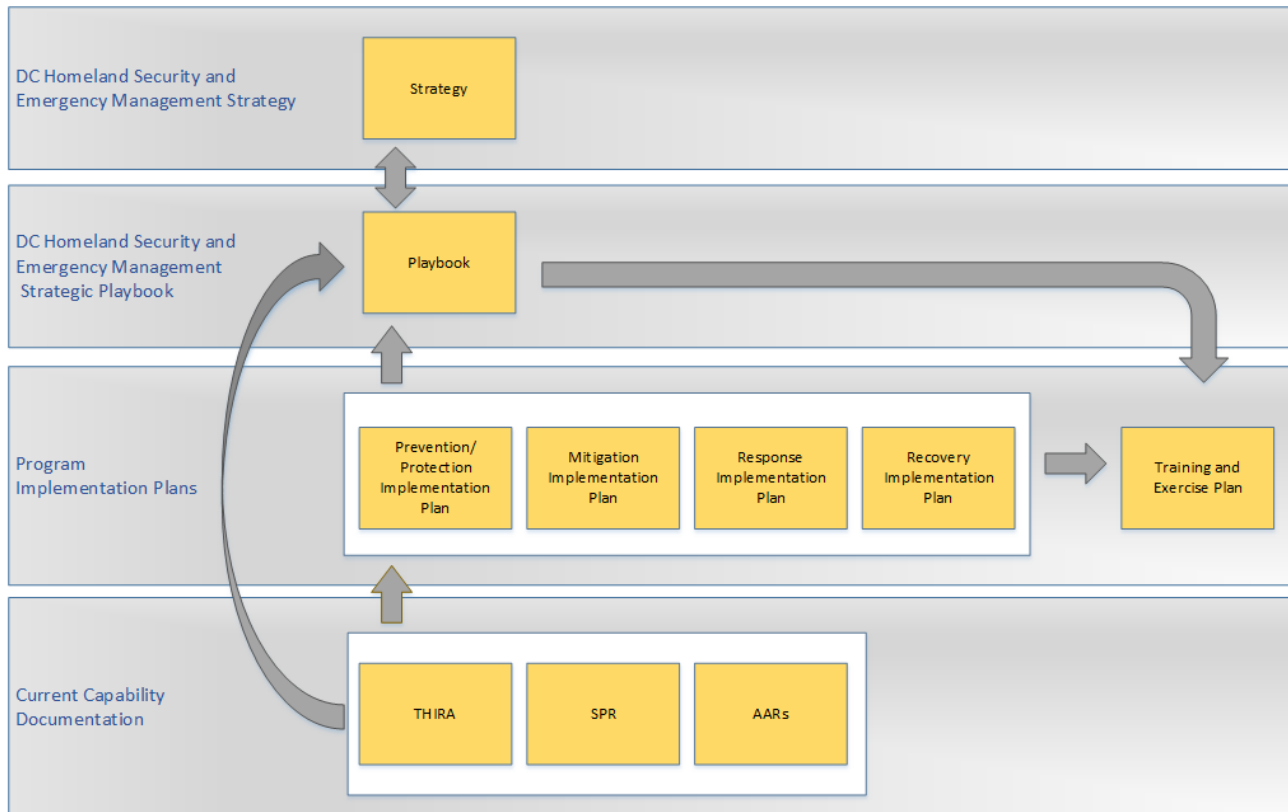 DC Homeland Security and
Emergency Management Strategy
Strategy
DC Homeland Security and
Emergency Management
Strategic Playbook
Playbook
Program
Implementation Plans
Prevention/
Protection
Implementation
Plan
Mitigation
Implementation
Plan
Response
Implementation
Plan
Recovery
Implementation
Plan
Training and
Exercise Plan
Current Capability
Documentation
THIRA
SPR
AARs